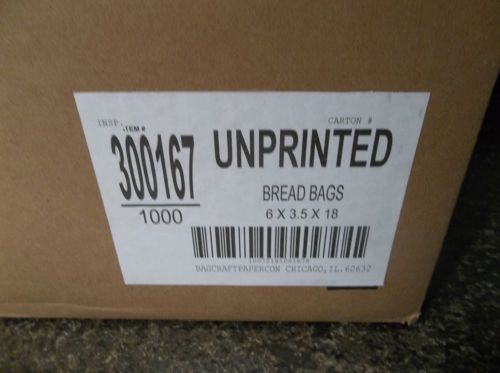 INSP.
CARTON #
ITEM #
300167
UNPRINTED
BREAD BAGS
1000
6 X 3.5 X 18
BAGCRAFTPAPERCON CHICAGO,IL.60632